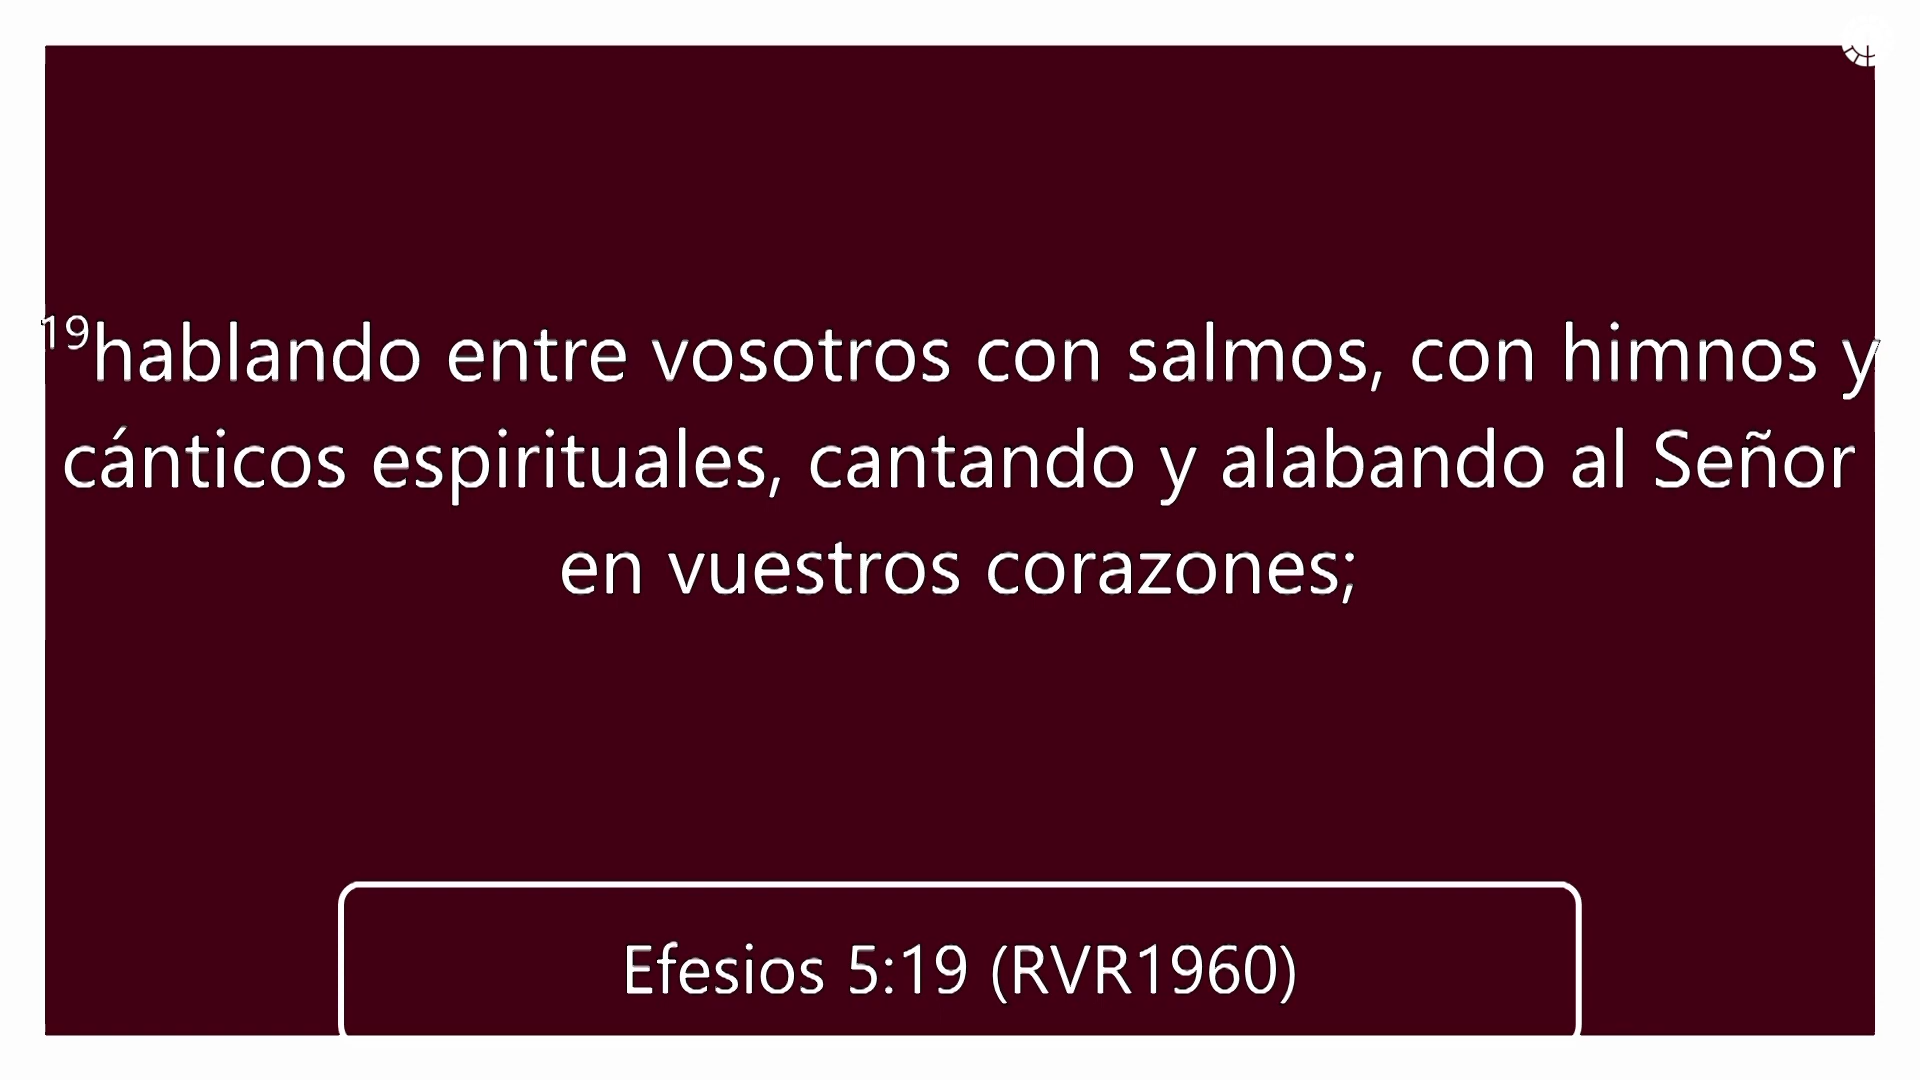 19hablando entre vosotros con salmos, con himnos y
cánticos espirituales, cantando y alabando al Señor
en vuestros corazones;
Efesios 5:19 (RVR1960)